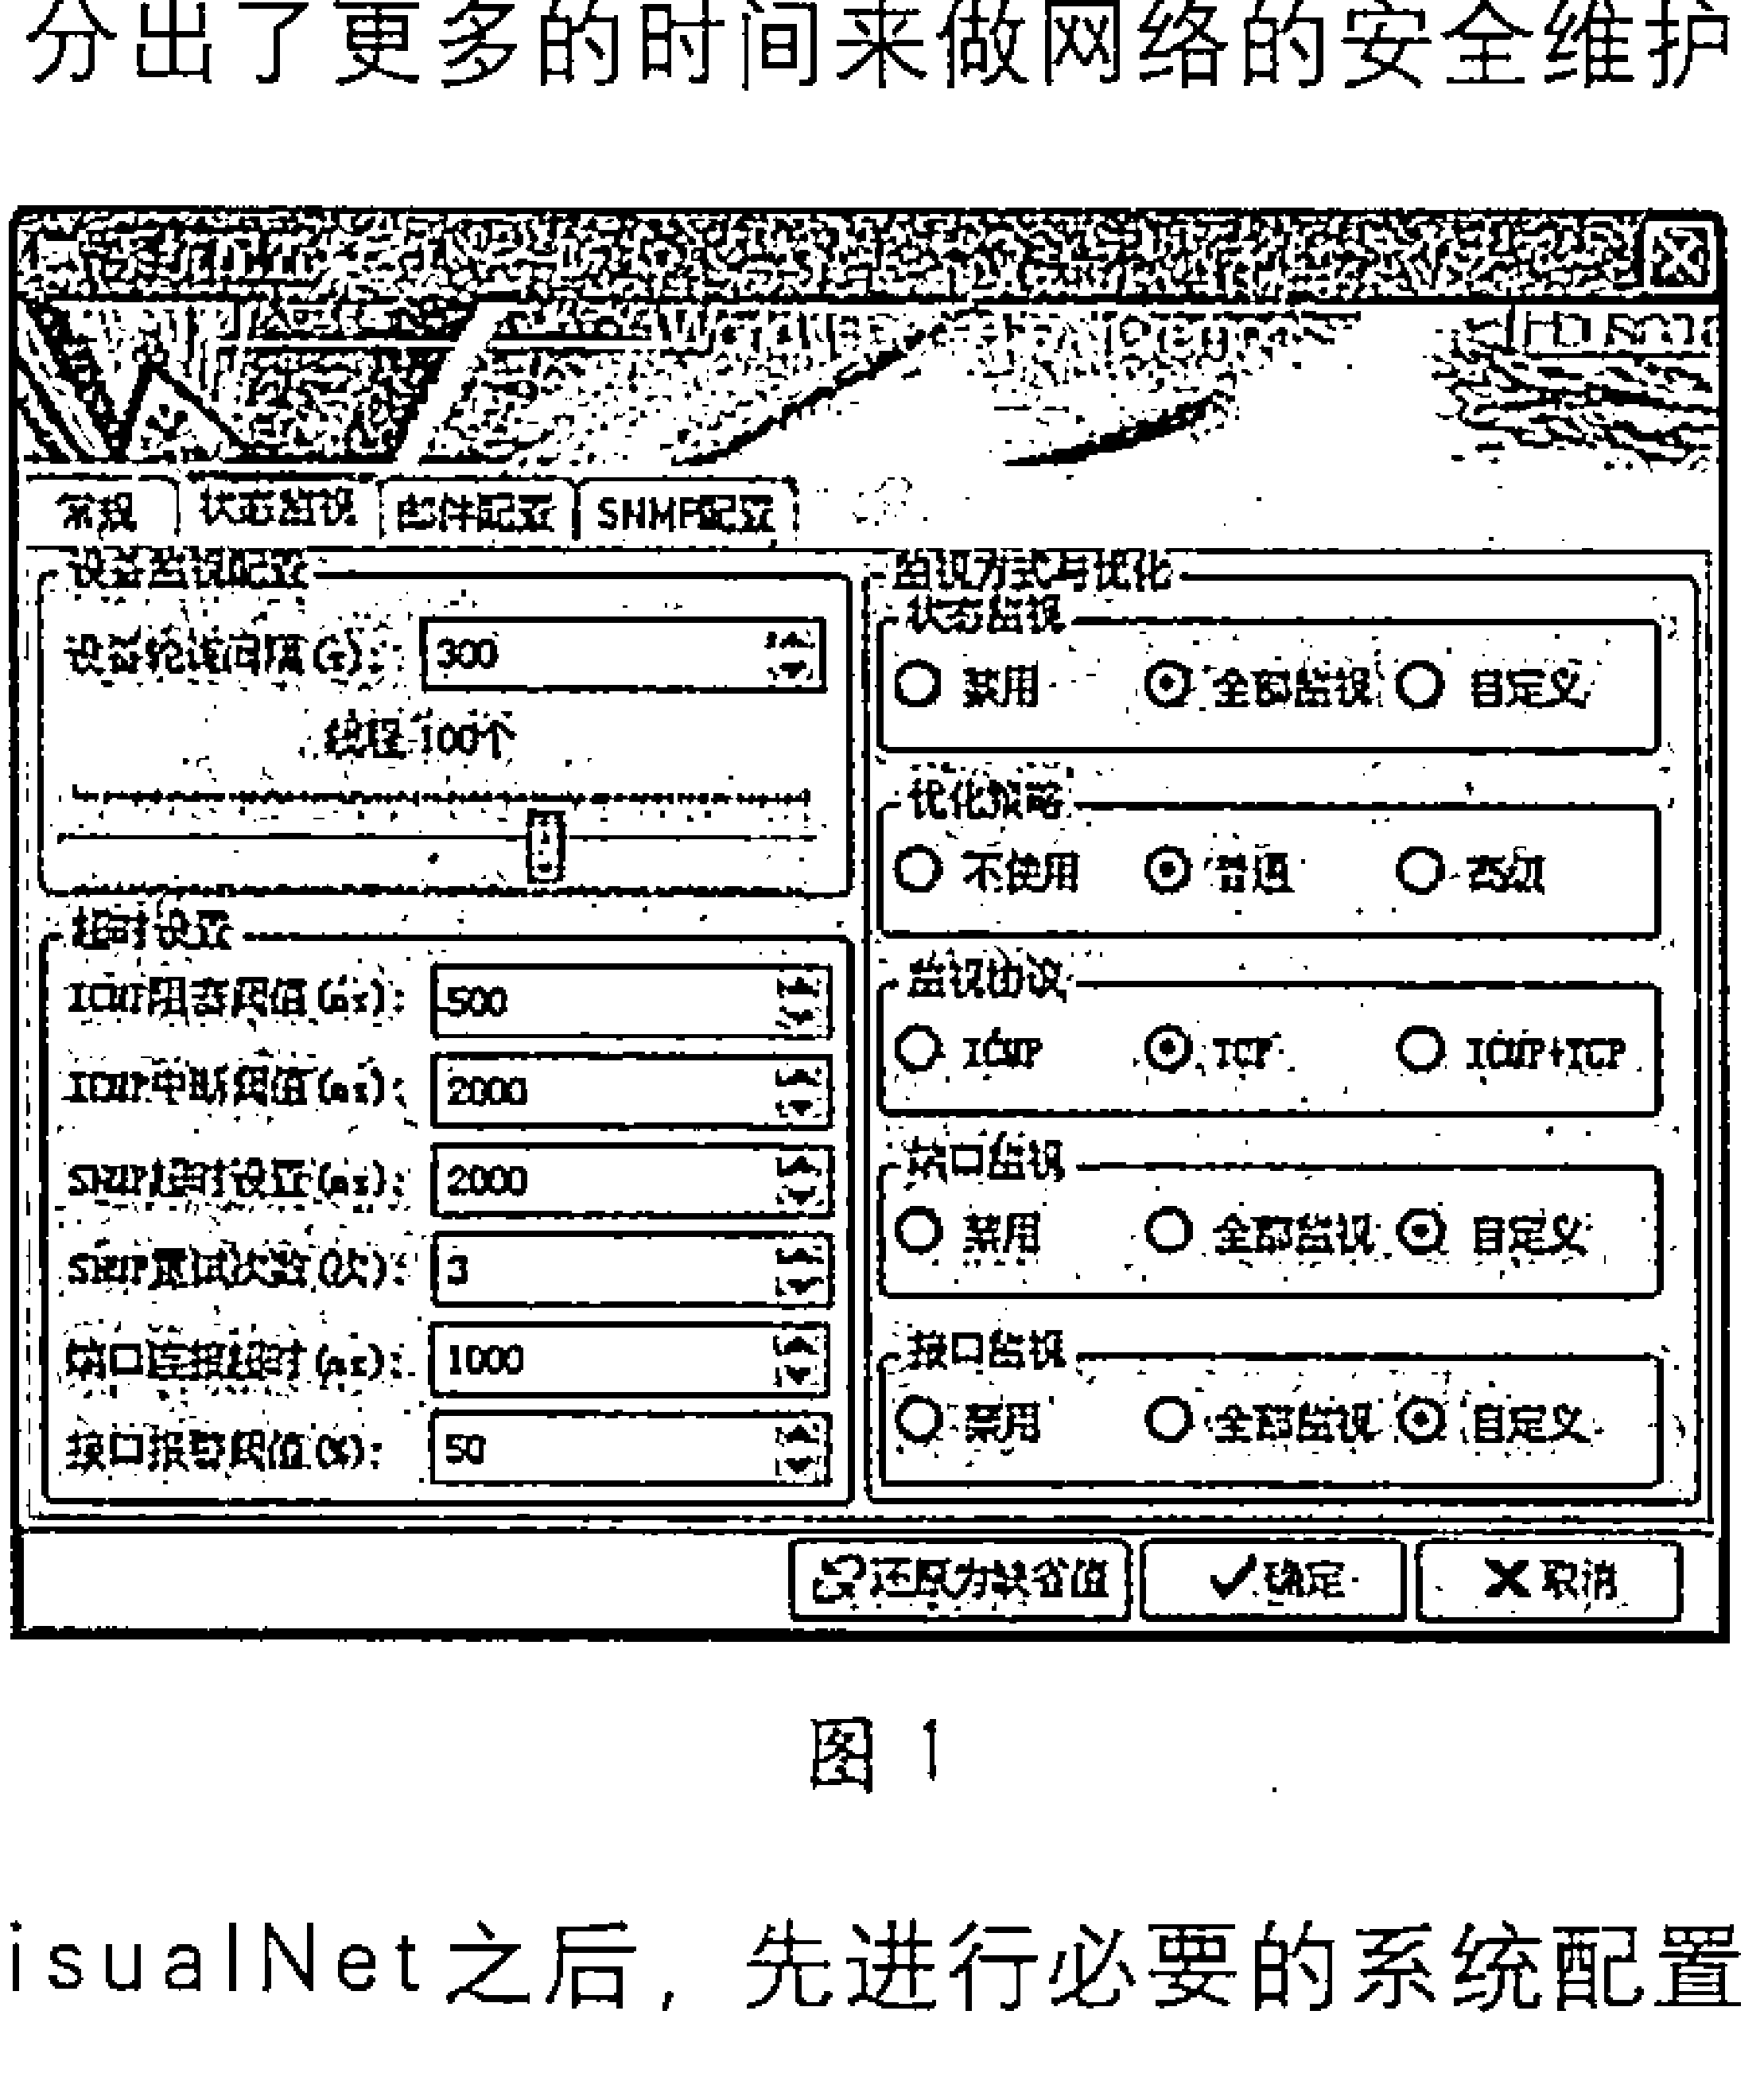 分出了更多的时间来做网络的安全维护
常规 状态监视 邮件配置 SNMP配置
设备监视配置
设备轮询间隔(s): 300
线程 100个
超时设置
ICMP阻塞阈值(ms): 500
ICMP中断阈值(ms): 2000
SNMP超时设置(ms): 2000
SNMP重试次数(次): 3
端口连接超时(ms): 1000
接口报警阈值(%): 50
监视方式与优化
状态监视
禁用 全部监视 自定义
优化策略
不使用 普通
监视协议
ICMP TCP ICMP+TCP
端口监视
禁用 全部监视 自定义
接口监视
禁用 全部监视 自定义
还原为缺省值 确定 取消
图 1
isualNet之后，先进行必要的系统配置